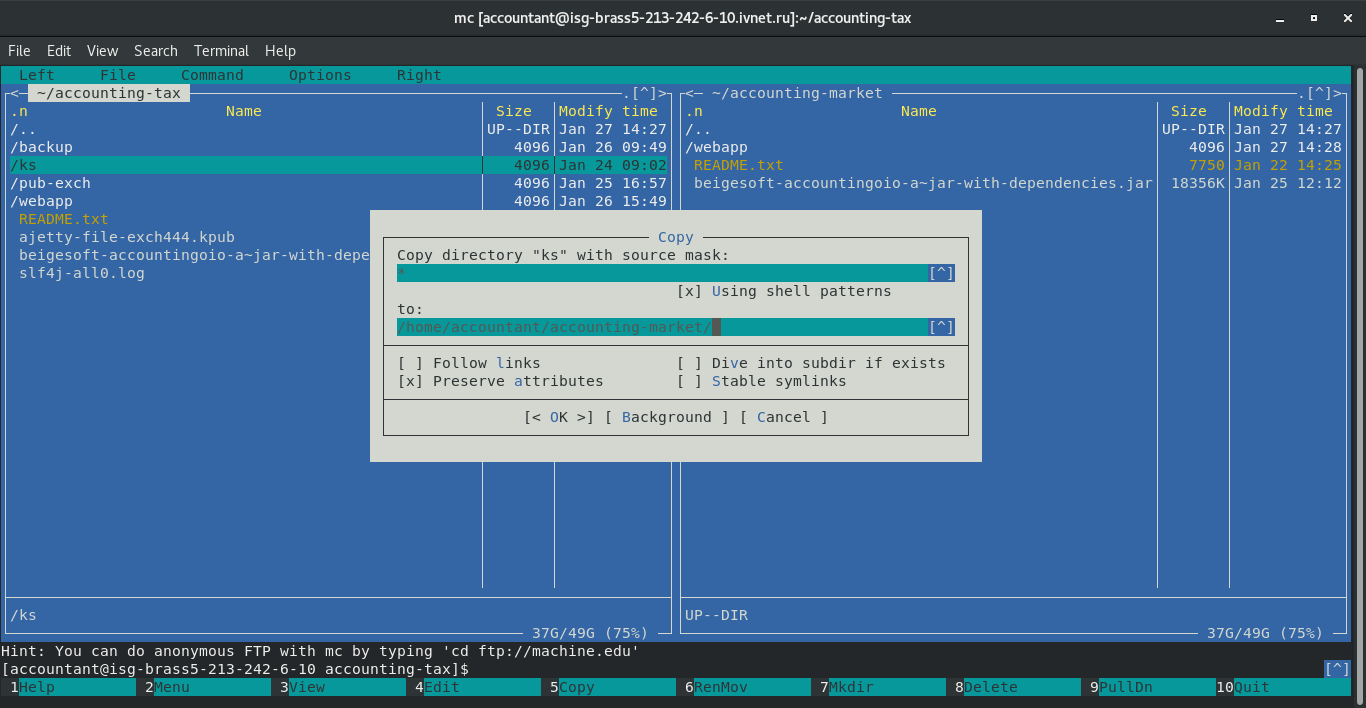 mc [accountant@isg-brass5-213-242-6-10.ivnet.ru]:~/accounting-tax
File Edit View Search Terminal Help
Left File Command Options Right
<─ ~/accounting-tax .[^]>
.n Name Size Modify time
/.. UP--DIR Jan 27 14:27
/backup 4096 Jan 26 09:49
/ks 4096 Jan 24 09:02
/pub-exch 4096 Jan 25 16:57
/webapp 4096 Jan 26 15:49
README.txt
ajetty-file-exch444.kpub
beigesoft-accountingoio-a~jar-with-depe
slf4j-all0.log
/ks
37G/49G (75%)
<─ ~/accounting-market .[^]>
.n Name Size Modify time
/.. UP--DIR Jan 27 14:27
/webapp 4096 Jan 27 14:28
README.txt 7750 Jan 22 14:25
beigesoft-accountingoio-a~jar-with-dependencies.jar 18356K Jan 25 12:12
UP--DIR
37G/49G (75%)
Copy
Copy directory "ks" with source mask:
* [^]
[x] Using shell patterns
to:
/home/accountant/accounting-market/ [^]
[ ] Follow links [ ] Dive into subdir if exists
[x] Preserve attributes [ ] Stable symlinks
[< OK >] [ Background ] [ Cancel ]
Hint: You can do anonymous FTP with mc by typing 'cd ftp://machine.edu'
[accountant@isg-brass5-213-242-6-10 accounting-tax]$ [^]
1Help 2Menu 3View 4Edit 5Copy 6RenMov 7Mkdir 8Delete 9PullDn 10Quit